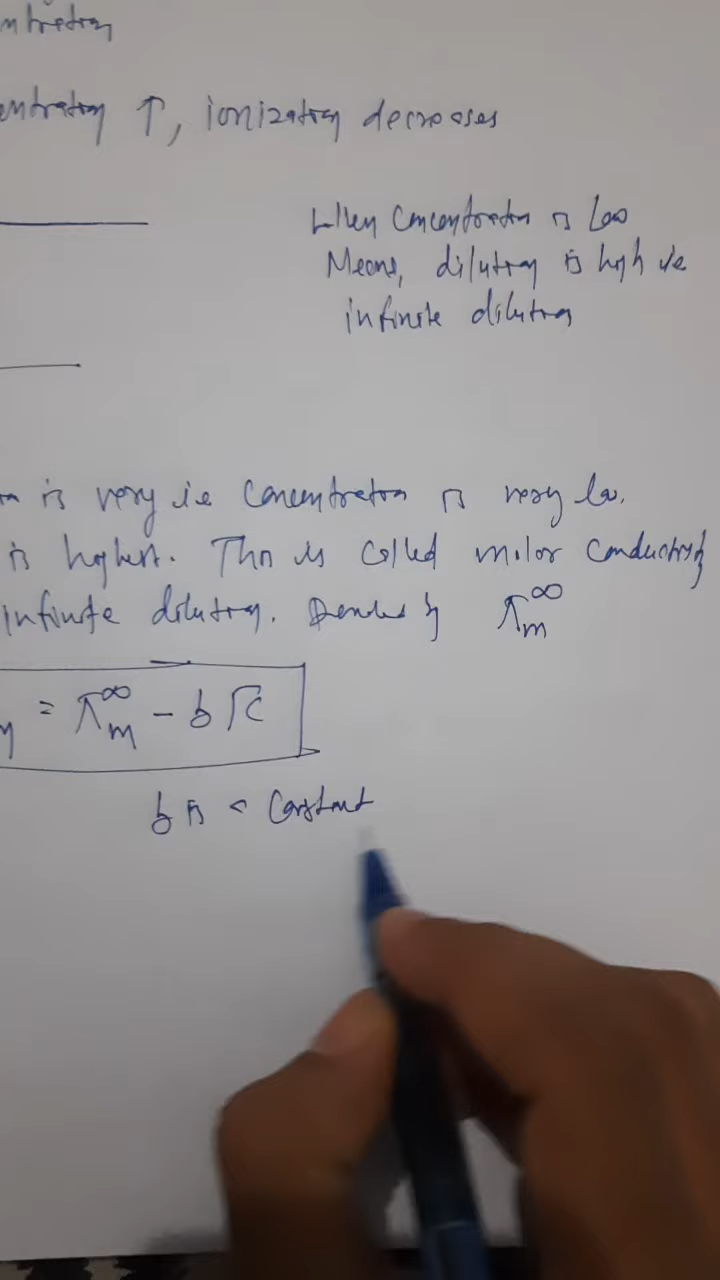 ntration
entration ↑, ionization decreases
When Concentration is Low
Means, dilution is high i/e
infinite dilution
is very i.e Concentration is very low.
is highest. This is Called molar Conductivity
infinite dilution. Denoted by Λm^∞
m = Λm^∞ - b√C
b is a Constant